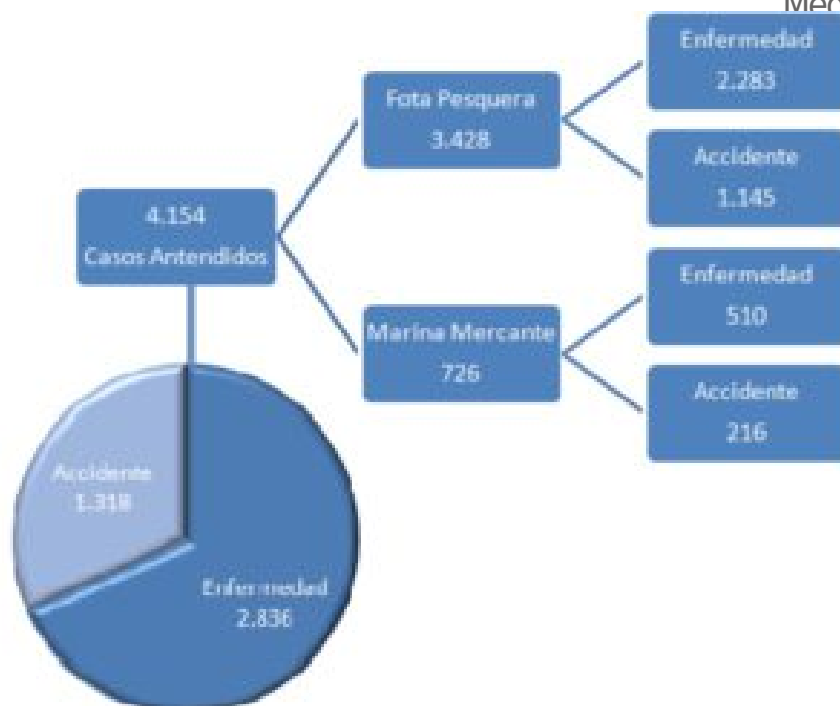 Enfermedad
2.283
Fota Pesquera
3.428
Accidente
1.145
4.154
Casos Antendidos
Enfermedad
510
Marina Mercante
726
Accidente
216
Accidente
1.318
Enfermedad
2.836